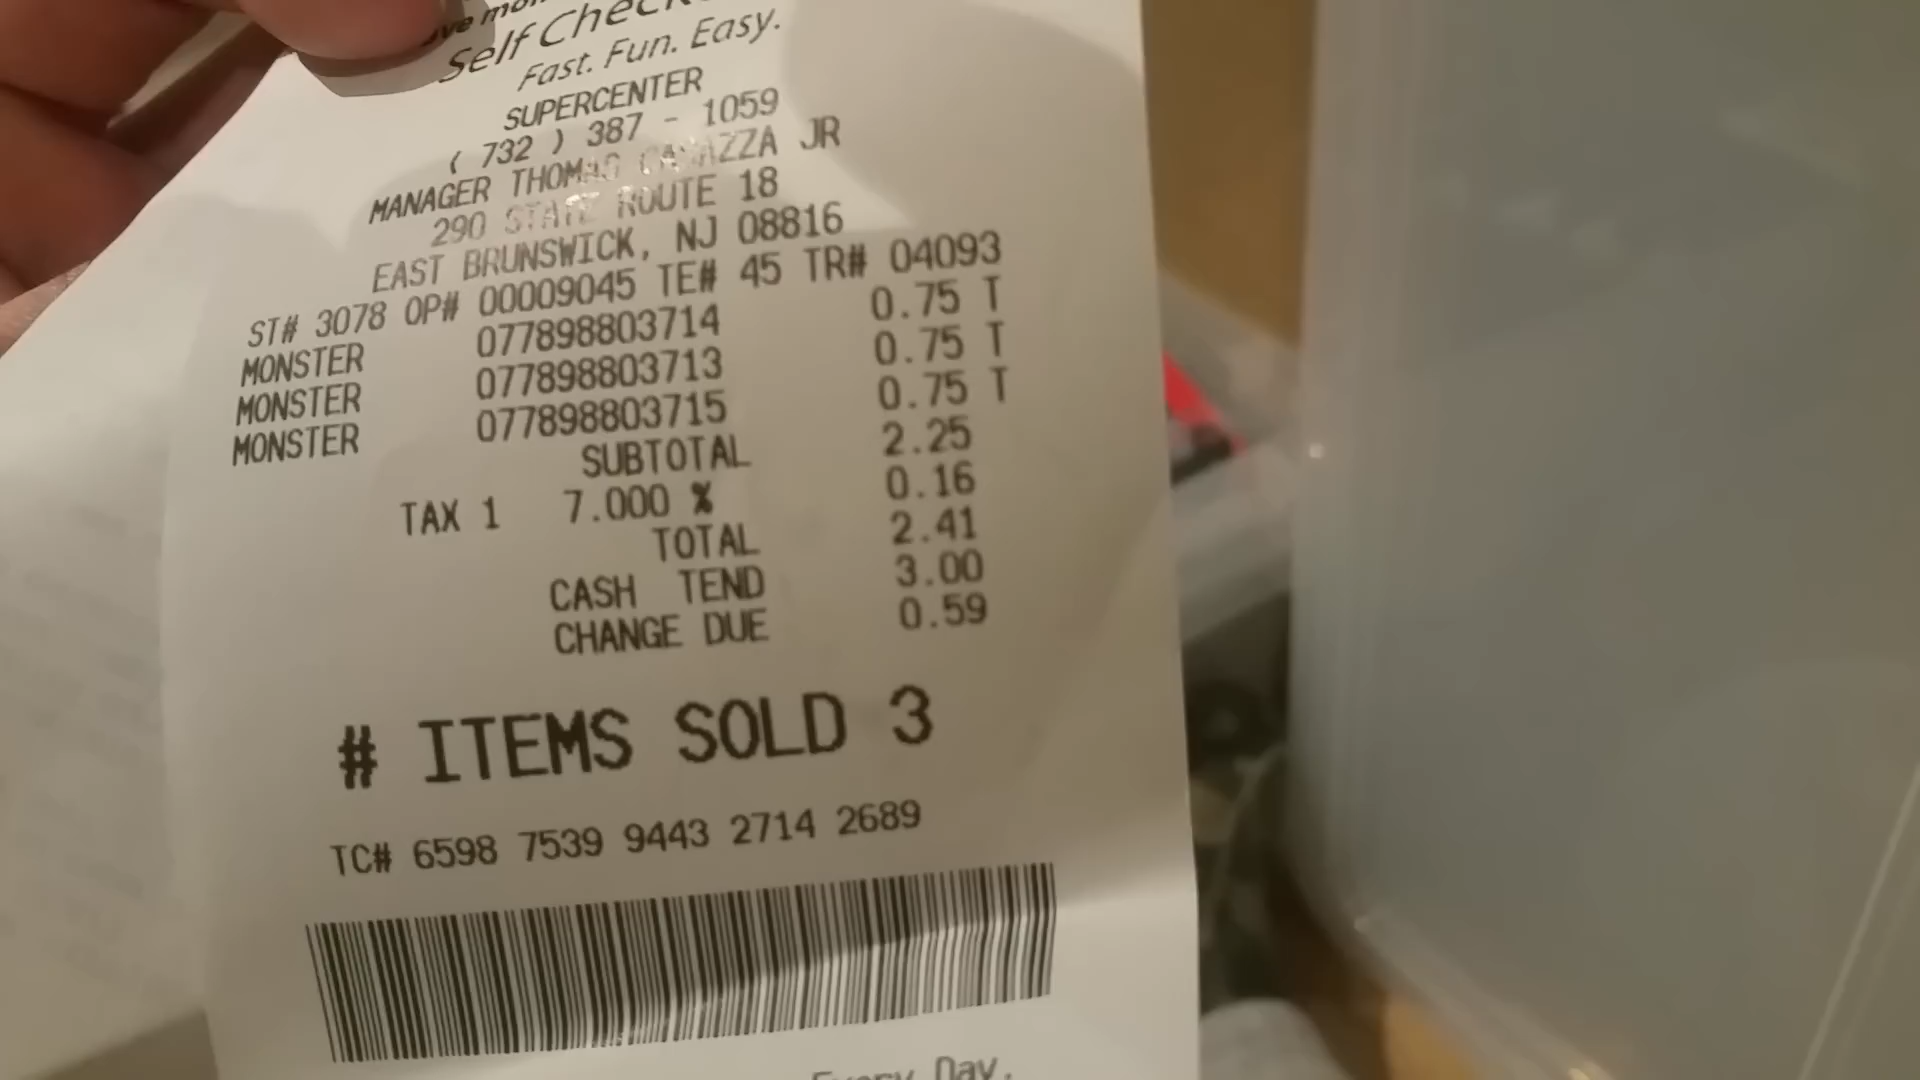 Self Check
Fast. Fun. Easy.
SUPERCENTER
( 732 ) 387 - 1059
MANAGER THOMAS JR
290 STATE ROUTE 18
EAST BRUNSWICK, NJ 08816
ST# 3078 OP# 00009045 TE# 45 TR# 04093
MONSTER 077898803714 0.75 T
MONSTER 077898803713 0.75 T
MONSTER 077898803715 0.75 T
SUBTOTAL 2.25
TAX 1 7.000 % 0.16
TOTAL 2.41
CASH TEND 3.00
CHANGE DUE 0.59
# ITEMS SOLD 3
TC# 6598 7539 9443 2714 2689
Every Day.